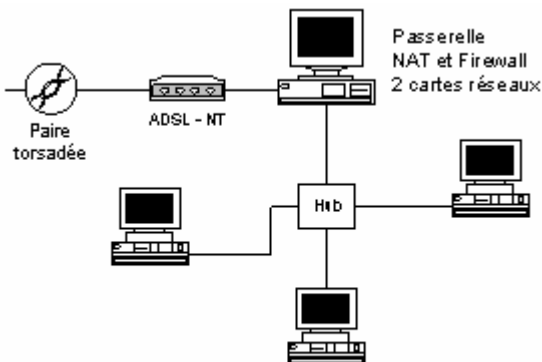 Passerelle
NAT et Firewall
2 cartes réseaux
ADSL - NT
Paire
torsadée
Hub